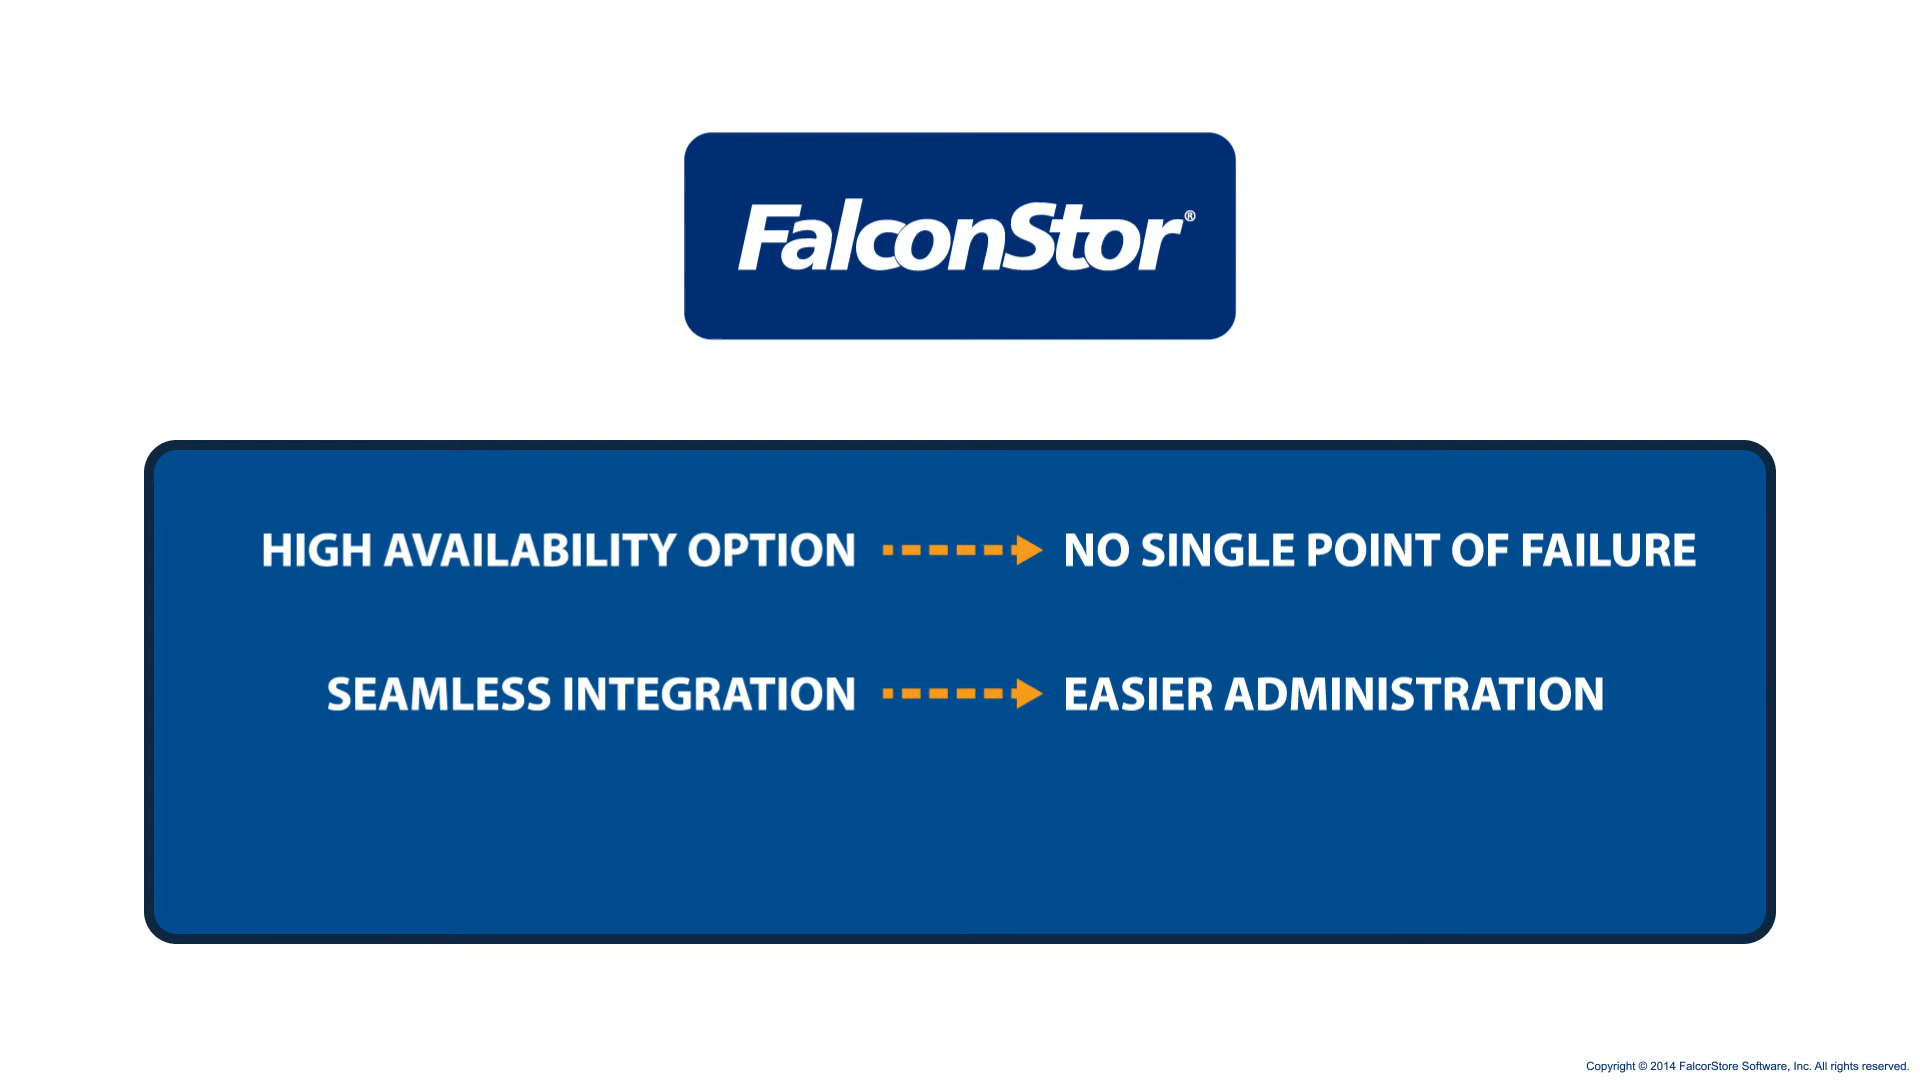 FalconStor®
HIGH AVAILABILITY OPTION NO SINGLE POINT OF FAILURE
SEAMLESS INTEGRATION EASIER ADMINISTRATION
Copyright © 2014 FalcorStore Software, Inc. All rights reserved.